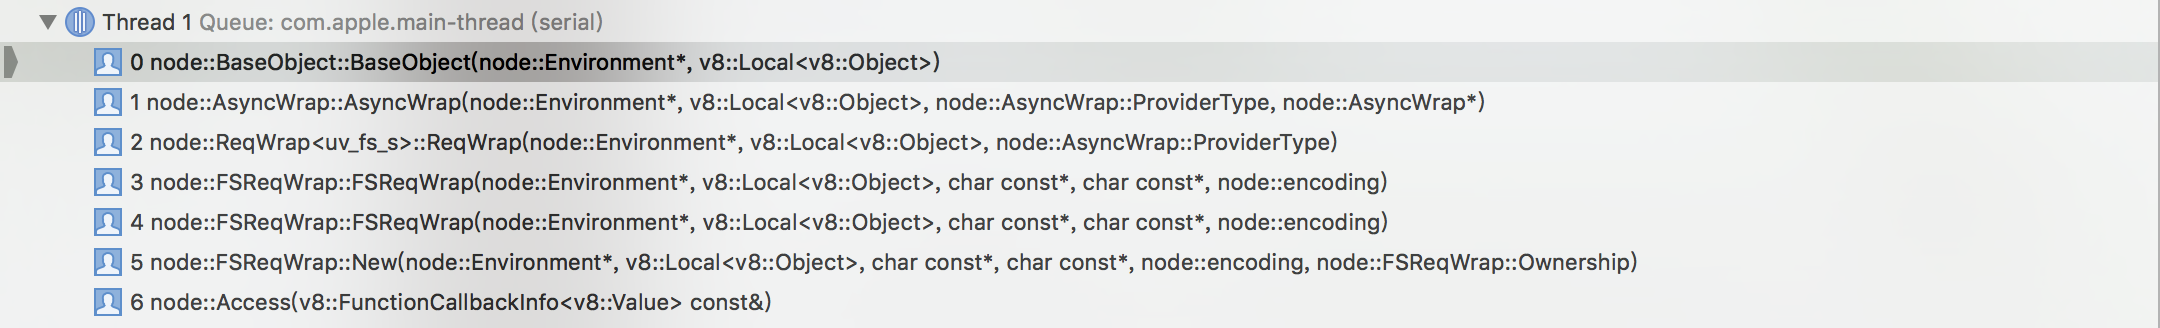 Thread 1 Queue: com.apple.main-thread (serial)
0 node::BaseObject::BaseObject(node::Environment*, v8::Local<v8::Object>)
1 node::AsyncWrap::AsyncWrap(node::Environment*, v8::Local<v8::Object>, node::AsyncWrap::ProviderType, node::AsyncWrap*)
2 node::ReqWrap<uv_fs_s>::ReqWrap(node::Environment*, v8::Local<v8::Object>, node::AsyncWrap::ProviderType)
3 node::FSReqWrap::FSReqWrap(node::Environment*, v8::Local<v8::Object>, char const*, char const*, node::encoding)
4 node::FSReqWrap::FSReqWrap(node::Environment*, v8::Local<v8::Object>, char const*, char const*, node::encoding)
5 node::FSReqWrap::New(node::Environment*, v8::Local<v8::Object>, char const*, char const*, node::encoding, node::FSReqWrap::Ownership)
6 node::Access(v8::FunctionCallbackInfo<v8::Value> const&)